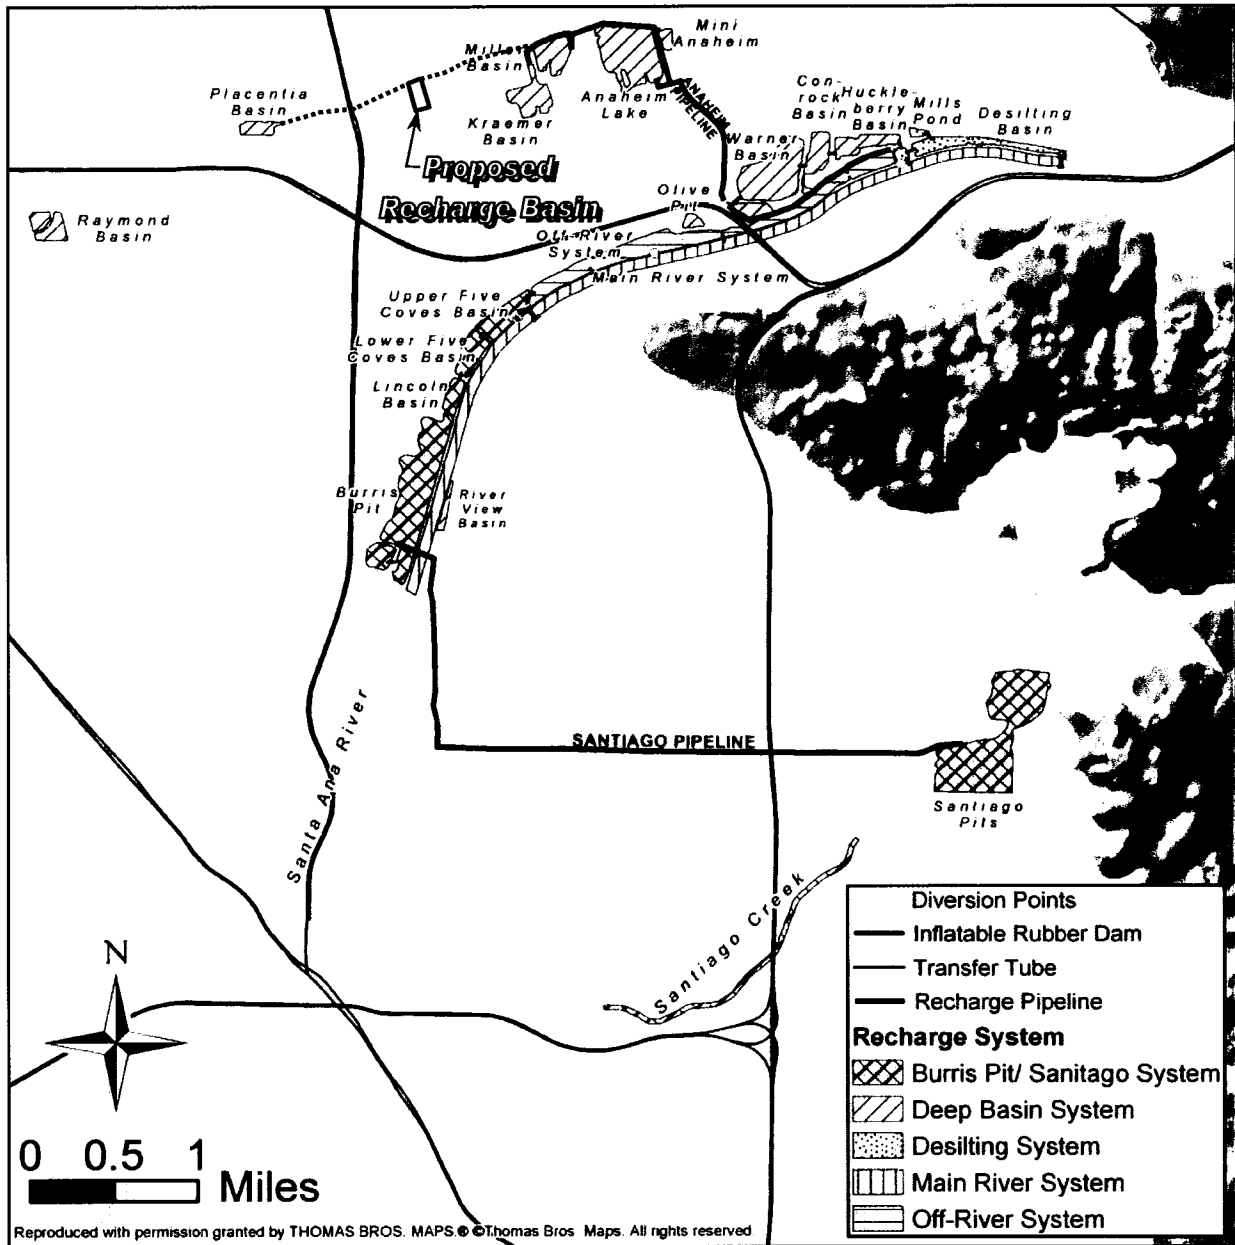 Mini
Anaheim
Miller
Basin
Placentia
Basin
Kraemer
Basin
Anaheim
Lake
ANAHEIM
PIPELINE
Con-
rock
Basin
Huckle-
berry
Basin
Mills
Pond
Desilting
Basin
Warner
Basin
Proposed
Recharge Basin
Olive
Pit
Raymond
Basin
Off-River
System
Main River System
Upper Five
Coves Basin
Lower Five
Coves Basin
Lincoln
Basin
Burris
Pit
River
View
Basin
SANTIAGO PIPELINE
Santa Ana River
Santiago
Pits
Santiago Creek
N
0 0.5 1
Miles
Diversion Points
Inflatable Rubber Dam
Transfer Tube
Recharge Pipeline
Recharge System
Burris Pit/ Sanitago System
Deep Basin System
Desilting System
Main River System
Off-River System
Reproduced with permission granted by THOMAS BROS. MAPS.® ©Thomas Bros Maps. All rights reserved